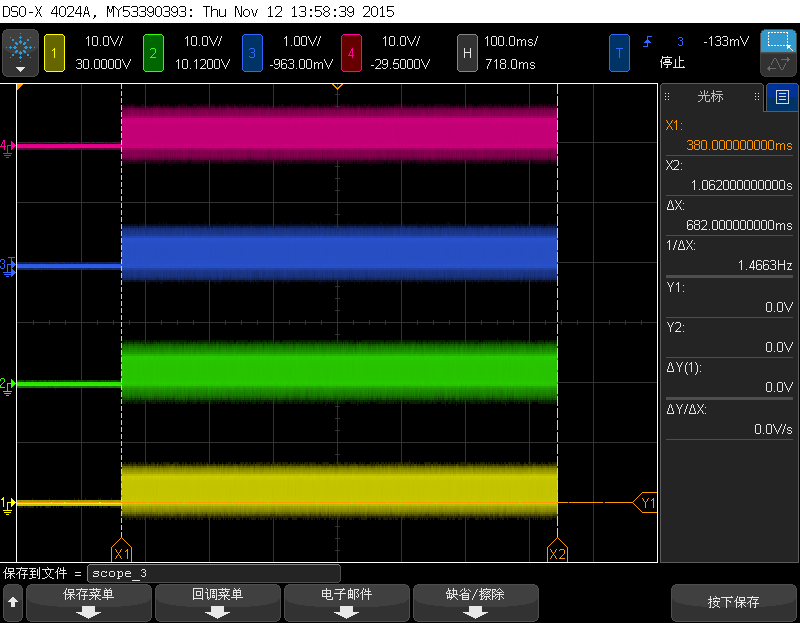 DSO-X 4024A, MY53390393: Thu Nov 12 13:58:39 2015
1 10.0V/ 30.0000V
2 10.0V/ 10.1200V
3 1.00V/ -963.00mV
4 10.0V/ -29.5000V
H 100.0ms/ 718.0ms
T 3 -133mV
停止
光标
X1:
380.000000000ms
X2:
1.062000000000s
ΔX:
682.000000000ms
1/ΔX:
1.4663Hz
Y1:
0.0V
Y2:
0.0V
ΔY(1):
0.0V
ΔY/ΔX:
0.0V/s
4
3
2
1
Y1
X1
X2
保存到文件 = scope_3
保存菜单
回调菜单
电子邮件
缺省/擦除
按下保存